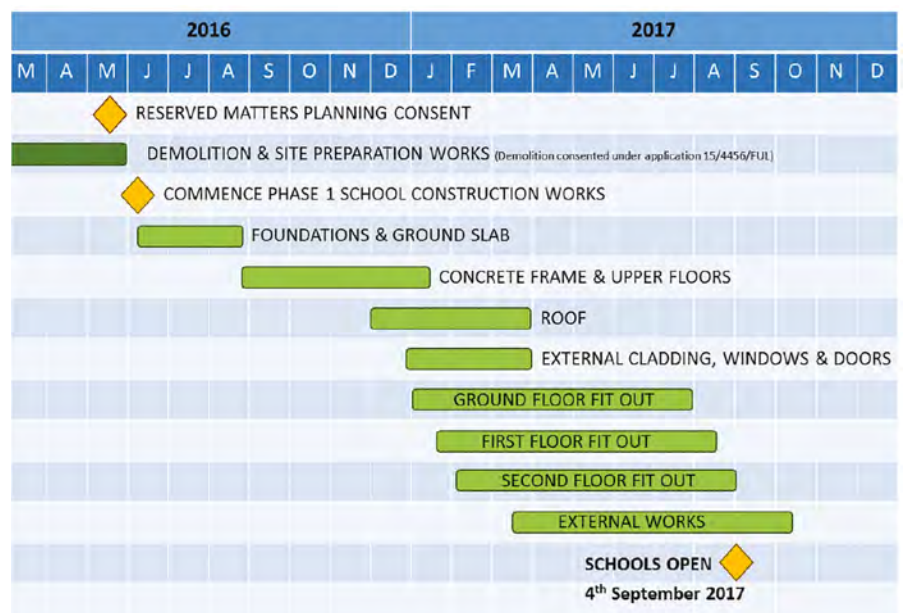 2016 2017
M A M J J A S O N D J F M A M J J A S O N D
RESERVED MATTERS PLANNING CONSENT
DEMOLITION & SITE PREPARATION WORKS (Demolition consented under application 15/4456/FUL)
COMMENCE PHASE 1 SCHOOL CONSTRUCTION WORKS
FOUNDATIONS & GROUND SLAB
CONCRETE FRAME & UPPER FLOORS
ROOF
EXTERNAL CLADDING, WINDOWS & DOORS
GROUND FLOOR FIT OUT
FIRST FLOOR FIT OUT
SECOND FLOOR FIT OUT
EXTERNAL WORKS
SCHOOLS OPEN
4th September 2017